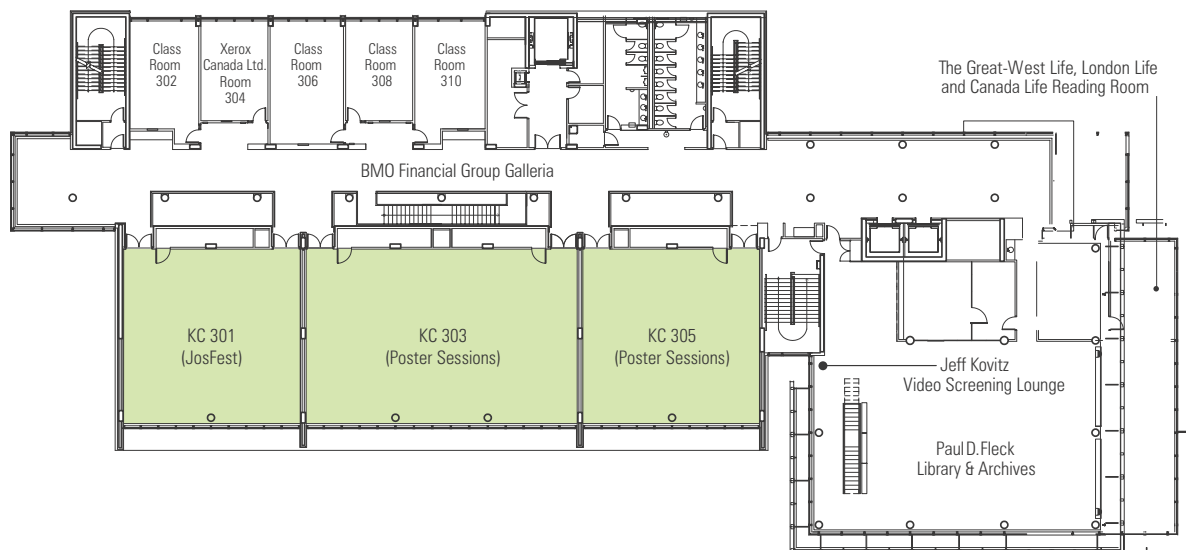 Class
Room
302
Xerox
Canada Ltd.
Room
304
Class
Room
306
Class
Room
308
Class
Room
310
The Great-West Life, London Life
and Canada Life Reading Room
BMO Financial Group Galleria
KC 301
(JosFest)
KC 303
(Poster Sessions)
KC 305
(Poster Sessions)
Jeff Kovitz
Video Screening Lounge
Paul D. Fleck
Library & Archives